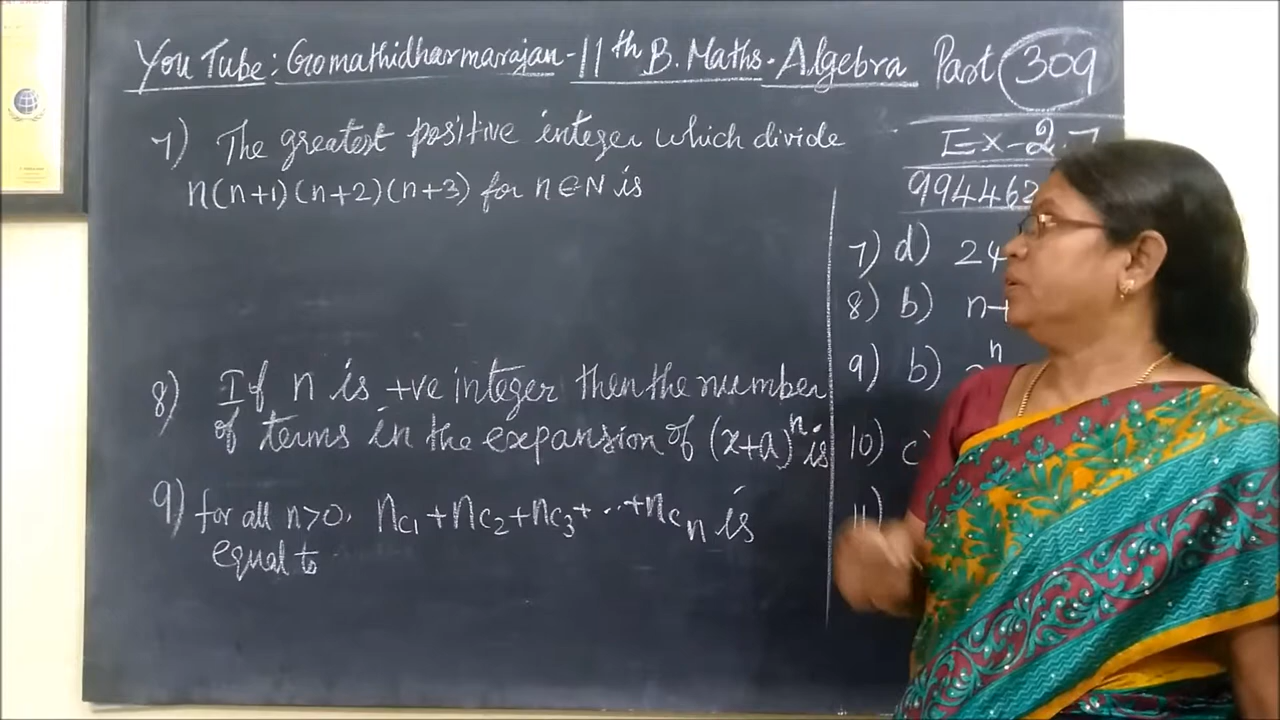 You Tube: Gomathidharmarajan - 11th B. Maths - Algebra Part 309
7) The greatest positive integer which divide
n(n+1)(n+2)(n+3) for n∈N is
8) If n is +ve integer then the number
of terms in the expansion of (x+a)^n is
9) for all n>0, nc1 + nc2 + nc3 + ... + ncn is
equal to
Ex-2.7
994462
7) d) 24
8) b) n+
9) b) 2^n
10) c)
11)